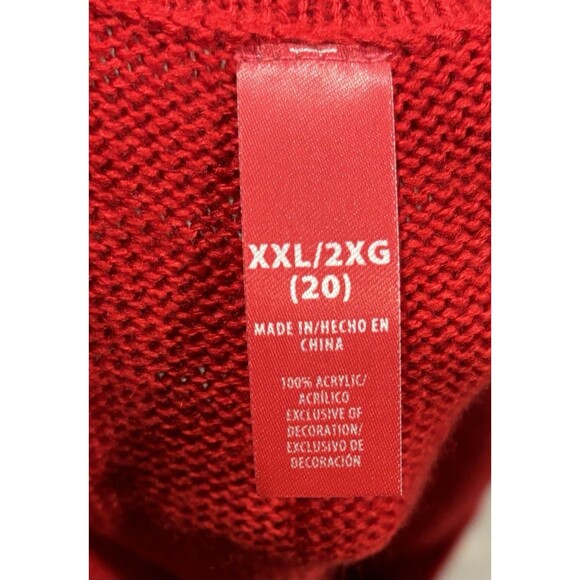 XXL/2XG
(20)
MADE IN/HECHO EN
CHINA
100% ACRYLIC/
ACRÍLICO
EXCLUSIVE OF
DECORATION/
EXCLUSIVO DE
DECORACIÓN